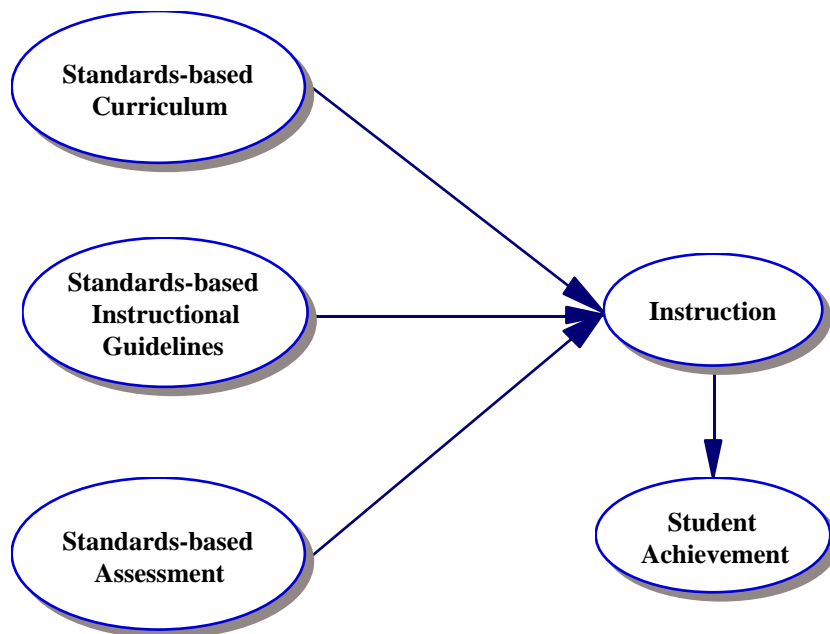 Standards-based
Curriculum
Standards-based
Instructional
Guidelines
Instruction
Standards-based
Assessment
Student
Achievement